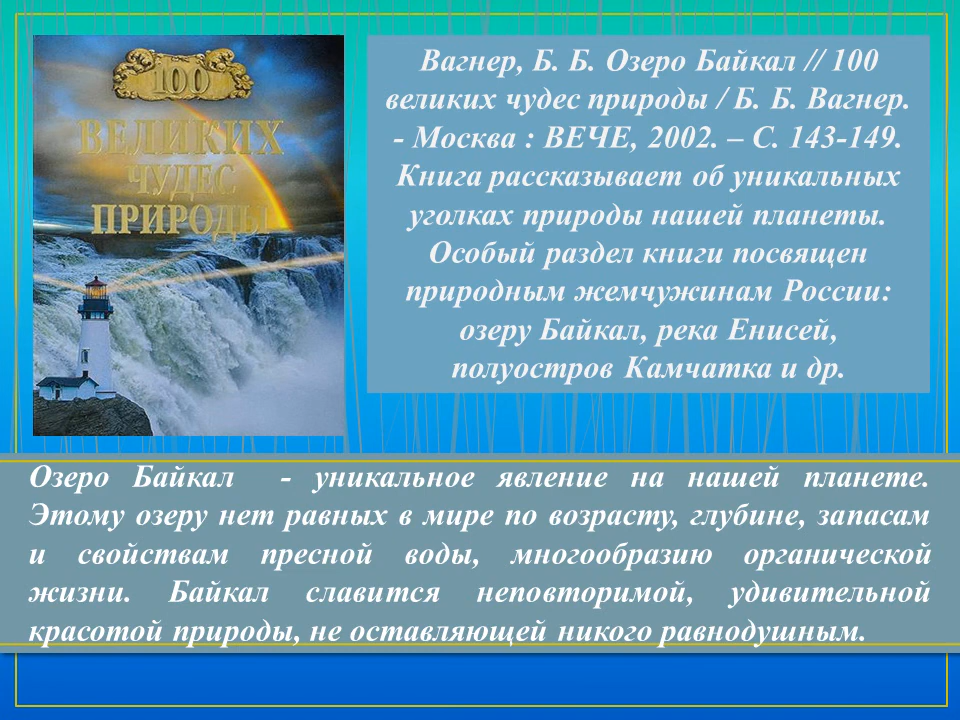 100
ВЕЛИКИХ
ЧУДЕС
ПРИРОДЫ
Вагнер, Б. Б. Озеро Байкал // 100
великих чудес природы / Б. Б. Вагнер.
- Москва : ВЕЧЕ, 2002. – С. 143-149.
Книга рассказывает об уникальных
уголках природы нашей планеты.
Особый раздел книги посвящен
природным жемчужинам России:
озеру Байкал, река Енисей,
полуостров Камчатка и др.
Озеро Байкал - уникальное явление на нашей планете.
Этому озеру нет равных в мире по возрасту, глубине, запасам
и свойствам пресной воды, многообразию органической
жизни. Байкал славится неповторимой, удивительной
красотой природы, не оставляющей никого равнодушным.